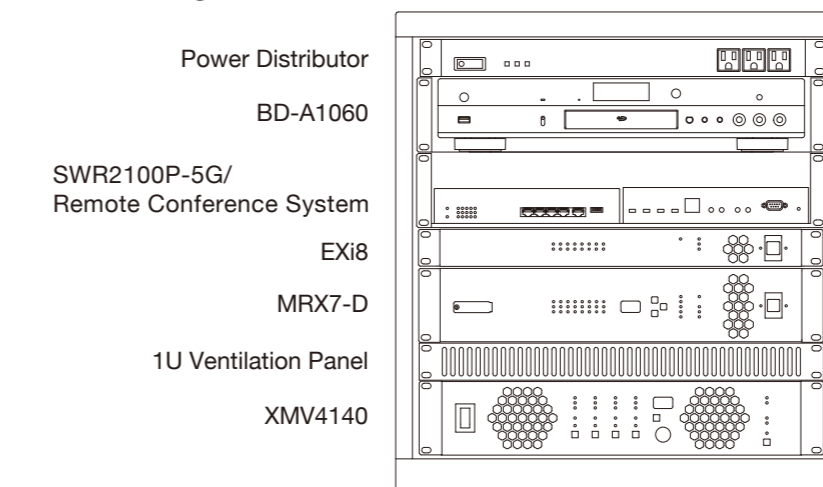 Power Distributor
BD-A1060
SWR2100P-5G/
Remote Conference System
EXi8
MRX7-D
1U Ventilation Panel
XMV4140